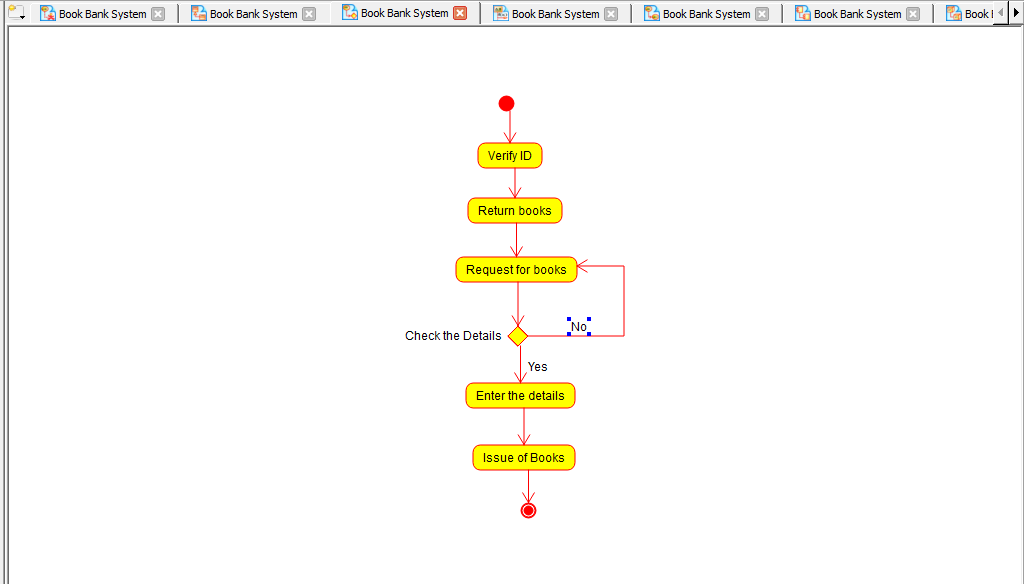 Book Bank System Book Bank System Book Bank System Book Bank System Book Bank System Book Bank System Book
Verify ID
Return books
Request for books
No
Check the Details
Yes
Enter the details
Issue of Books